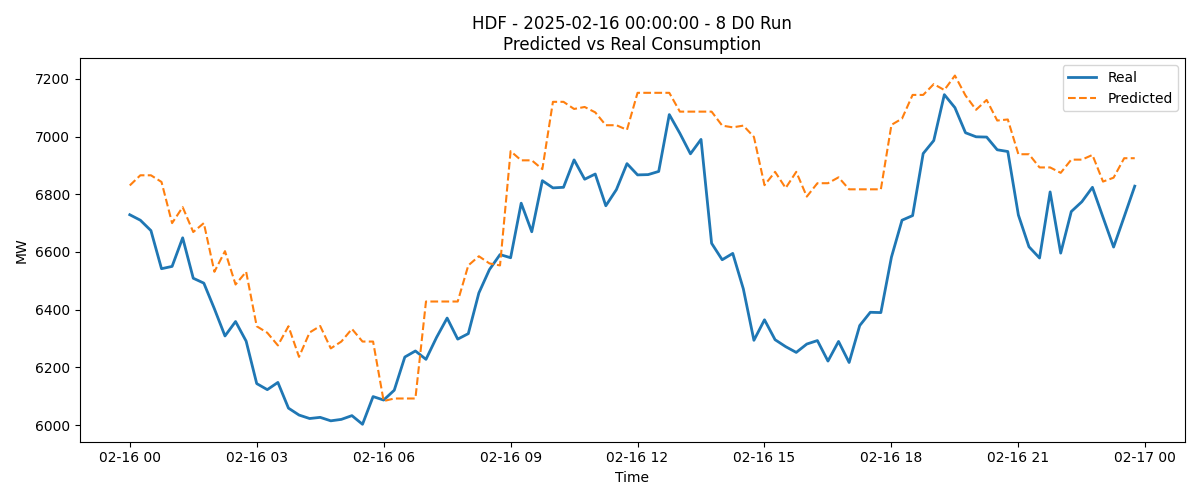 HDF - 2025-02-16 00:00:00 - 8 D0 Run
Predicted vs Real Consumption
Real
Predicted
7200
7000
6800
6600
6400
6200
6000
MW
02-16 00
02-16 03
02-16 06
02-16 09
02-16 12
02-16 15
02-16 18
02-16 21
02-17 00
Time